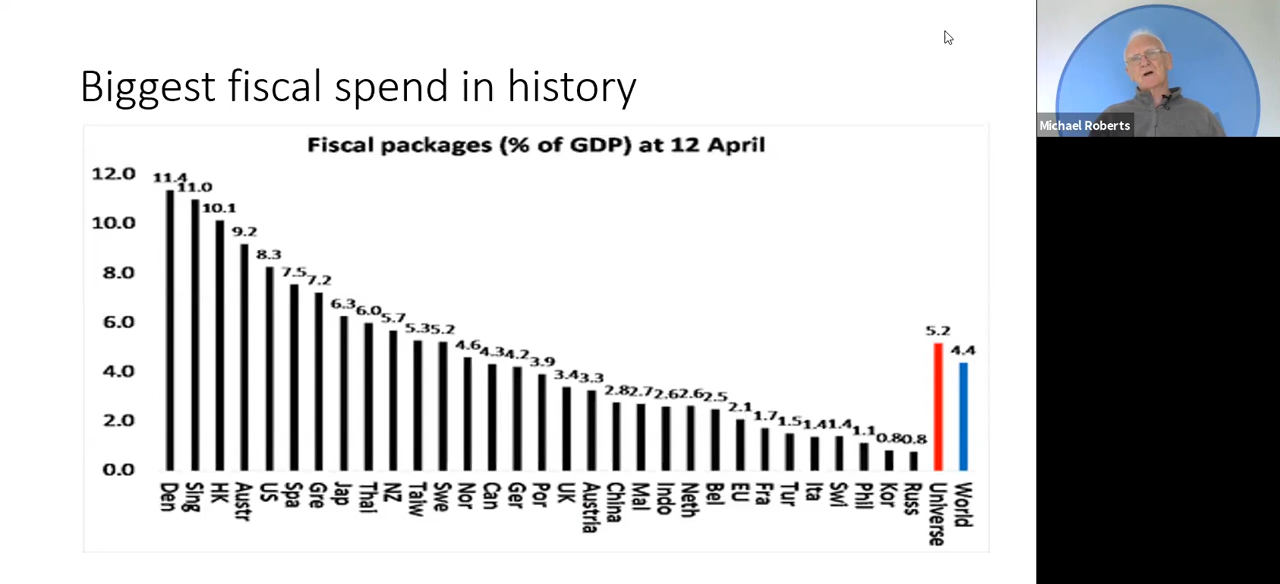 Biggest fiscal spend in history
Michael Roberts
Fiscal packages (% of GDP) at 12 April
12.0
10.0
8.0
6.0
4.0
2.0
0.0
11.4 11.0 10.1 9.2 8.3 7.5 7.2 6.3 6.0 5.7 5.3 5.2 4.6 4.3 4.2 3.9 3.4 3.3 2.8 2.7 2.6 2.6 2.5 2.1 1.7 1.5 1.4 1.4 1.1 0.8 0.8 5.2 4.4
Den Sing HK Austr US Spa Gre Jap Thai NZ Taiw Swe Nor Can Ger Por UK Austria China Mal Indo Neth Bel EU Fra Tur Ita Swi Phil Kor Russ Universe World